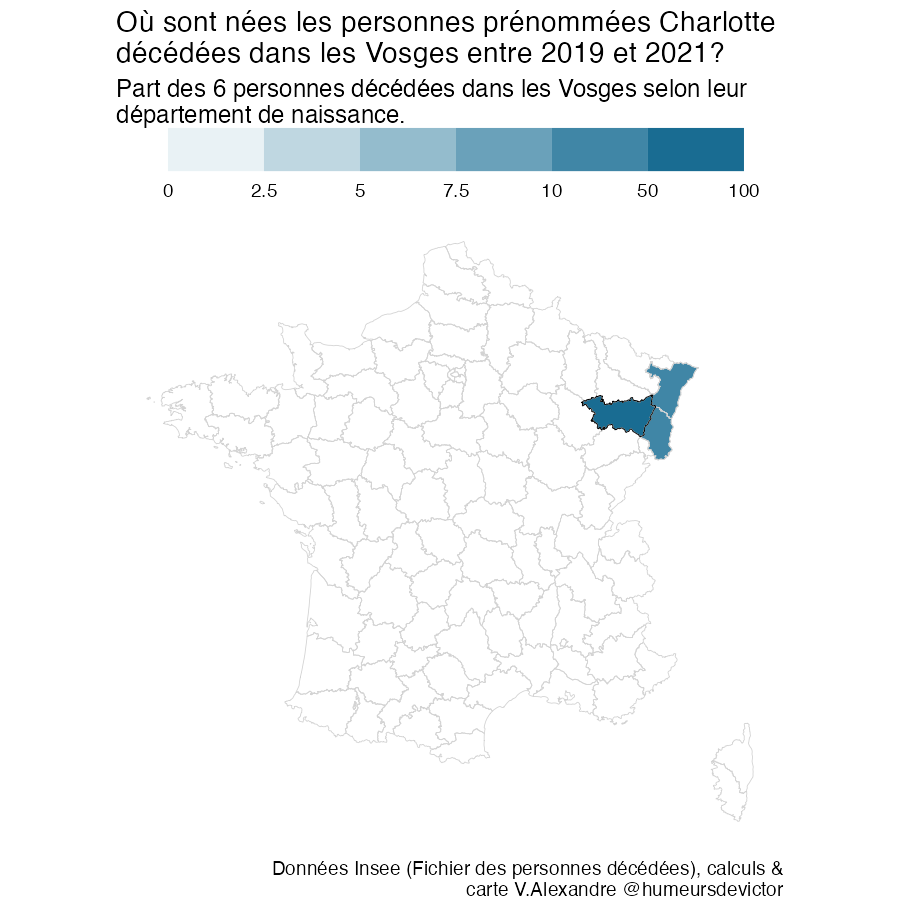 Où sont nées les personnes prénommées Charlotte
décédées dans les Vosges entre 2019 et 2021?
Part des 6 personnes décédées dans les Vosges selon leur
département de naissance.
0 2.5 5 7.5 10 50 100
Données Insee (Fichier des personnes décédées), calculs &
carte V.Alexandre @humeursdevictor